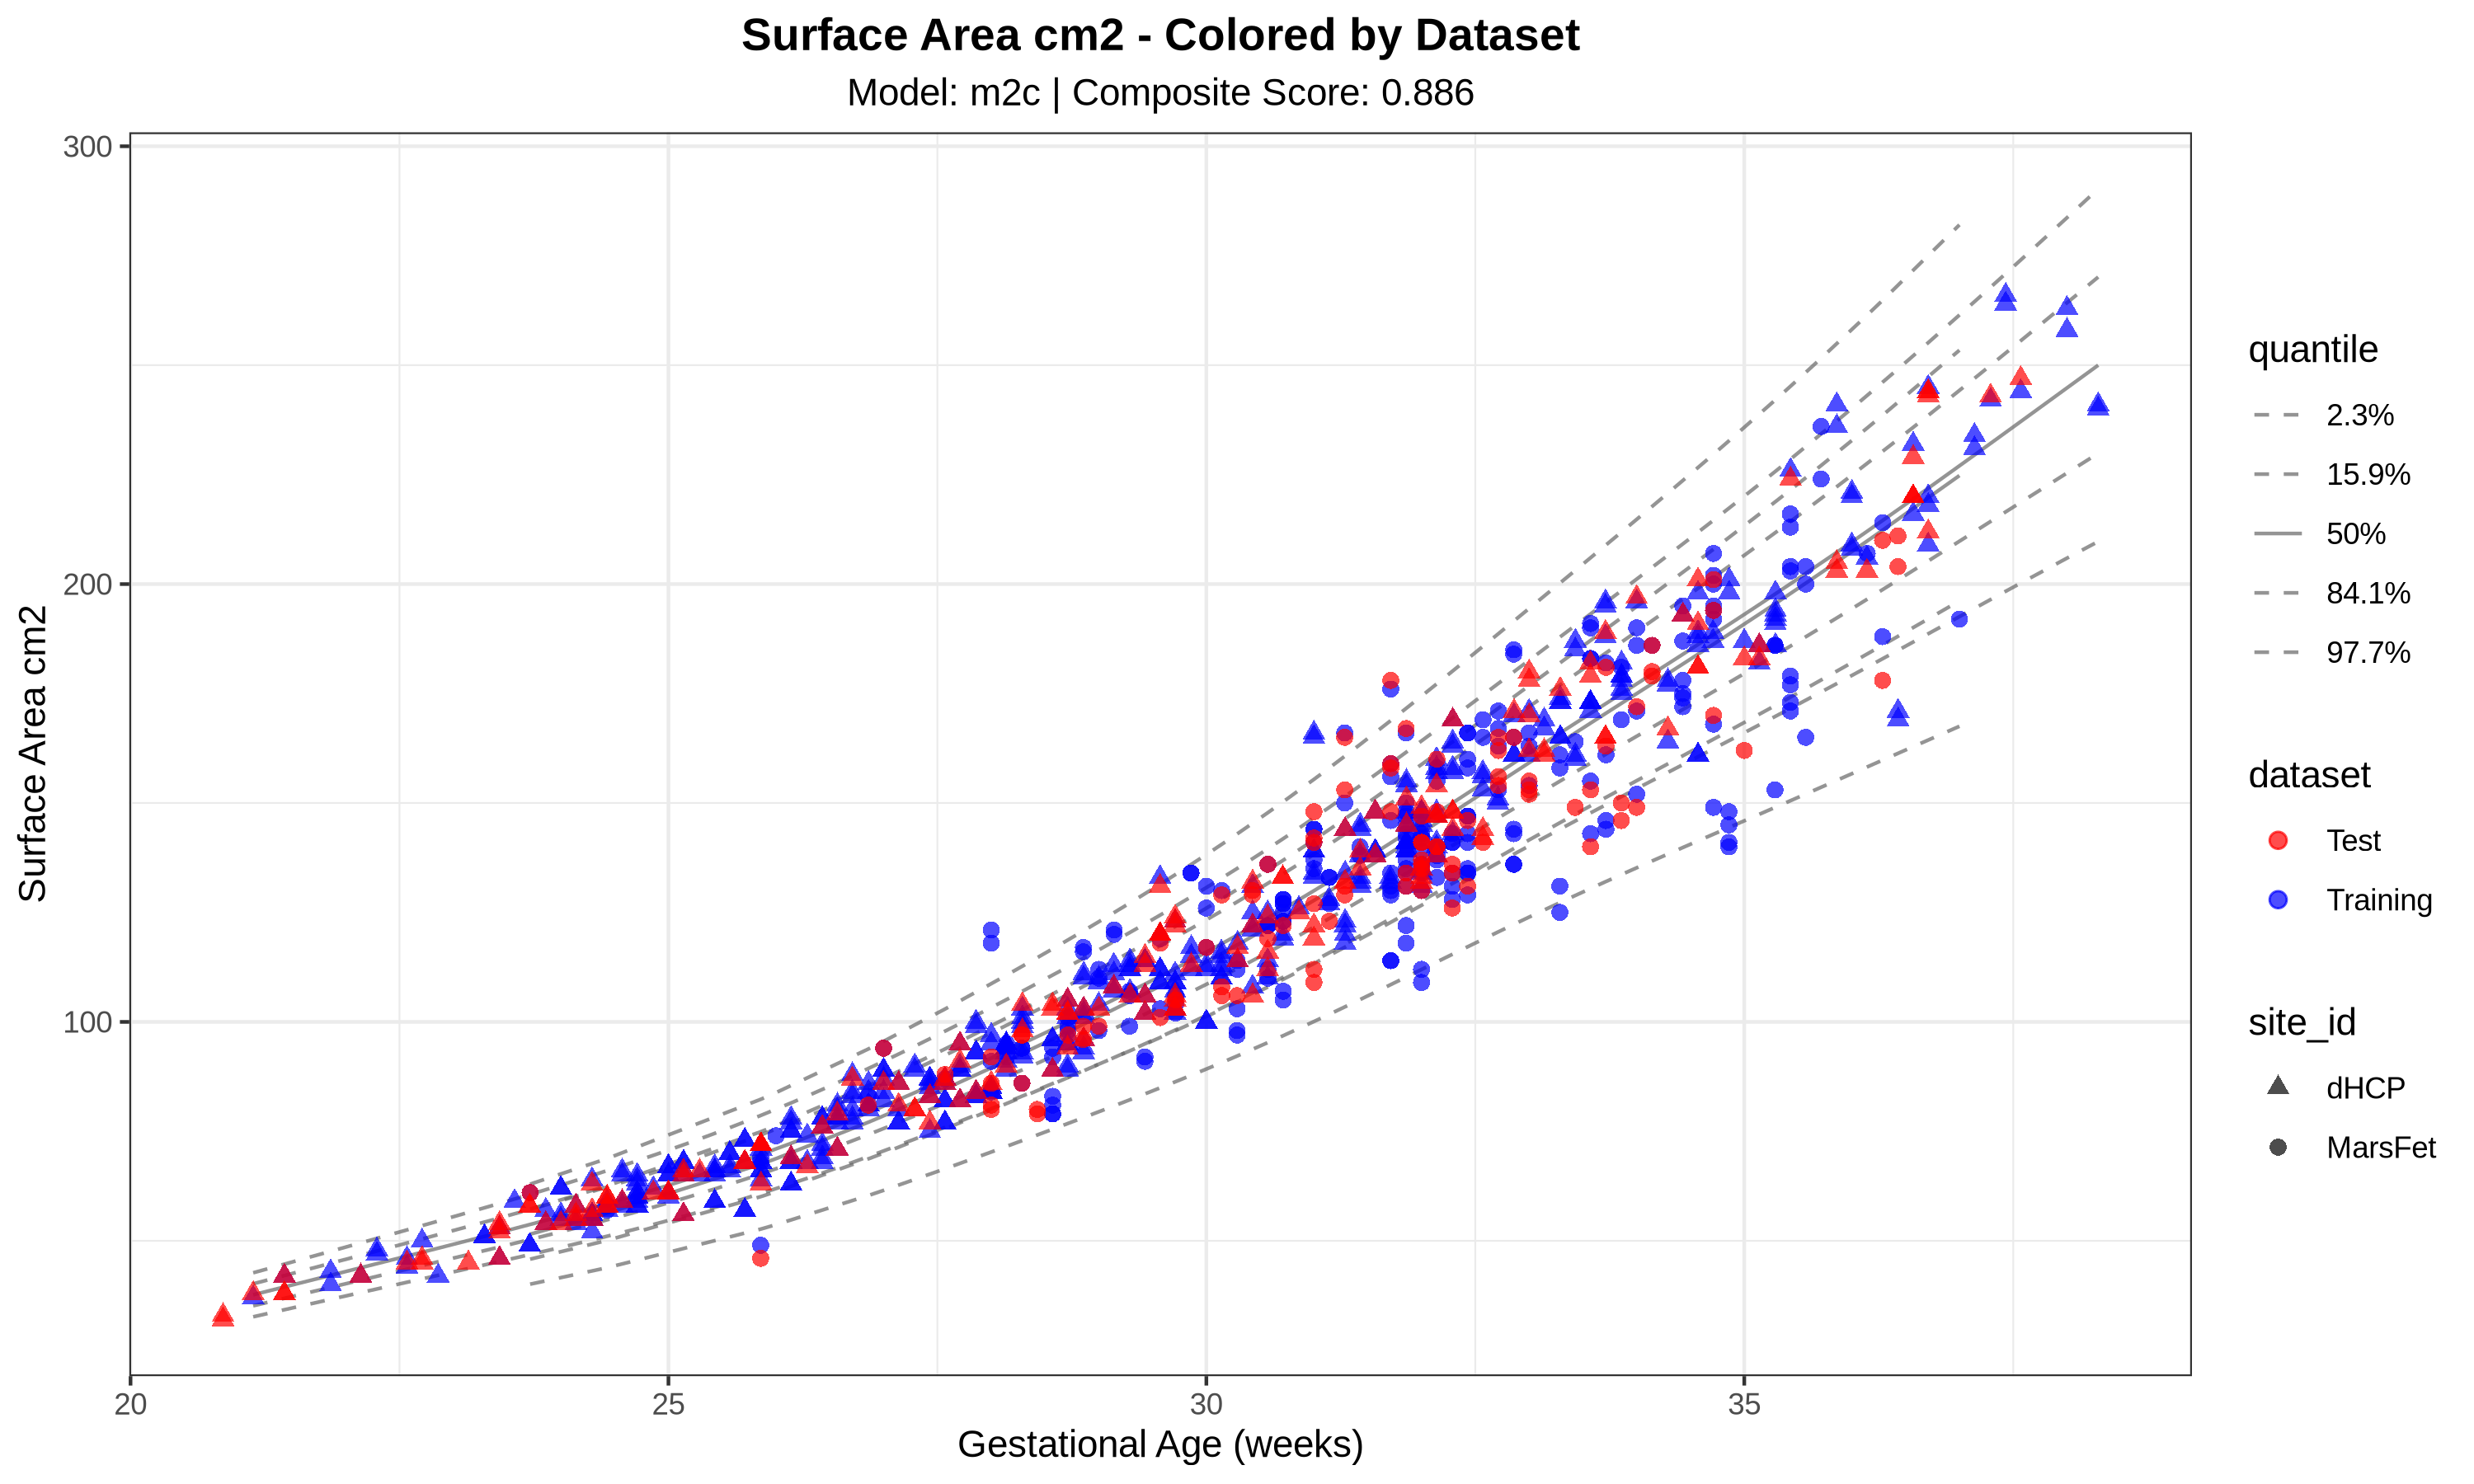 Surface Area cm2 - Colored by Dataset
Model: m2c | Composite Score: 0.886
300
200
100
Surface Area cm2
20
25
30
35
Gestational Age (weeks)
quantile
2.3%
15.9%
50%
84.1%
97.7%
dataset
Test
Training
site_id
dHCP
MarsFet